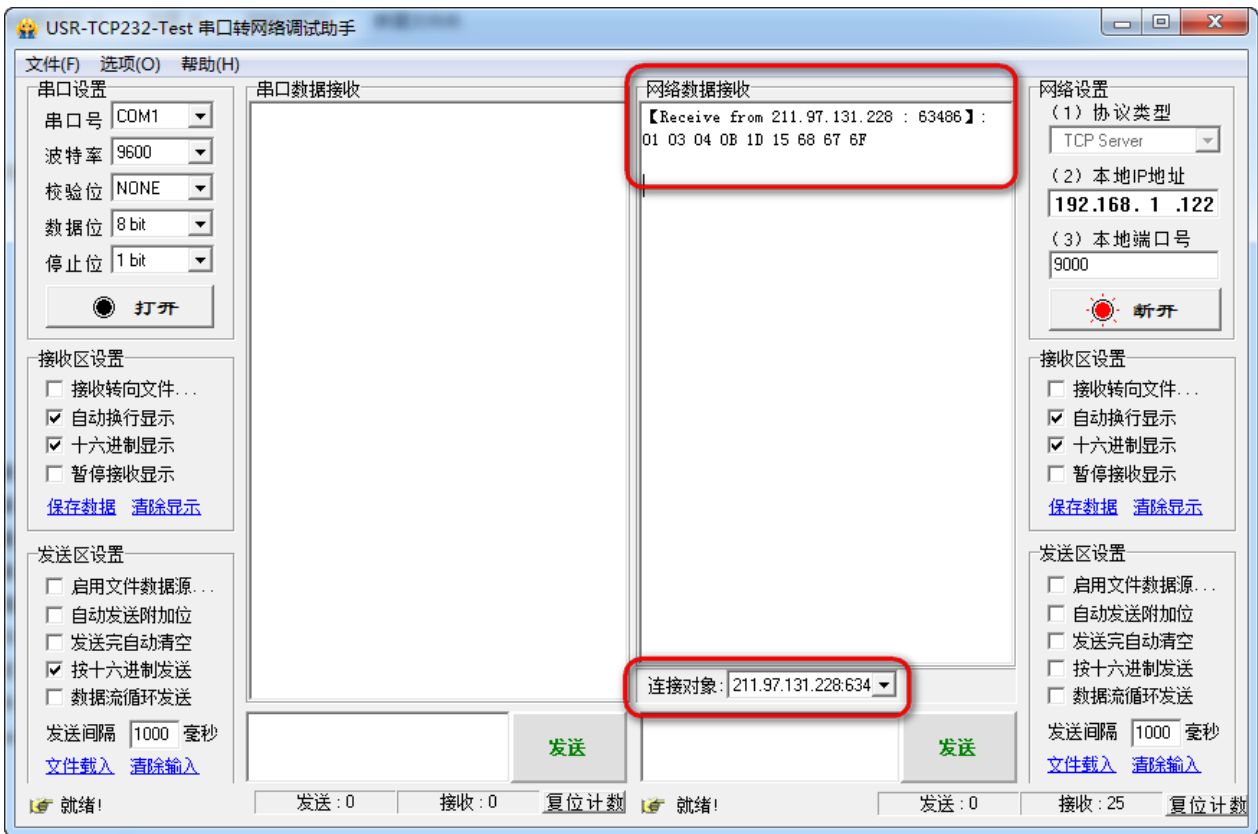 USR-TCP232-Test 串口转网络调试助手
文件(F) 选项(O) 帮助(H)
串口设置
串口号 COM1
波特率 9600
校验位 NONE
数据位 8 bit
停止位 1 bit
打开
接收区设置
接收转向文件...
自动换行显示
十六进制显示
暂停接收显示
保存数据 清除显示
发送区设置
启用文件数据源...
自动发送附加位
发送完自动清空
按十六进制发送
数据流循环发送
发送间隔 1000 毫秒
文件载入 清除输入
串口数据接收
发送
网络数据接收
【Receive from 211.97.131.228 : 63486】:
01 03 04 0B 1D 15 68 67 6F
连接对象: 211.97.131.228:634
发送
网络设置
(1) 协议类型
TCP Server
(2) 本地IP地址
192.168. 1 .122
(3) 本地端口号
9000
断开
接收区设置
接收转向文件...
自动换行显示
十六进制显示
暂停接收显示
保存数据 清除显示
发送区设置
启用文件数据源...
自动发送附加位
发送完自动清空
按十六进制发送
数据流循环发送
发送间隔 1000 毫秒
文件载入 清除输入
就绪! 发送:0 接收:0 复位计数 就绪! 发送:0 接收:25 复位计数